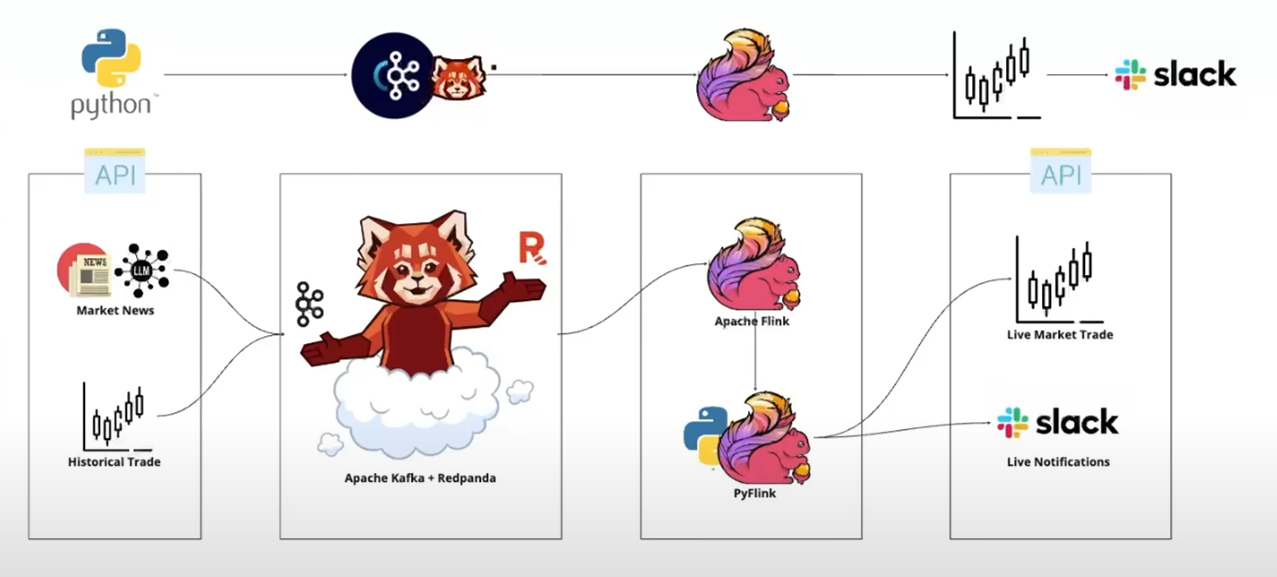 python™
slack
API
API
NEWS
LLM
Market News
R
Apache Flink
Live Market Trade
Historical Trade
slack
Live Notifications
Apache Kafka + Redpanda
PyFlink